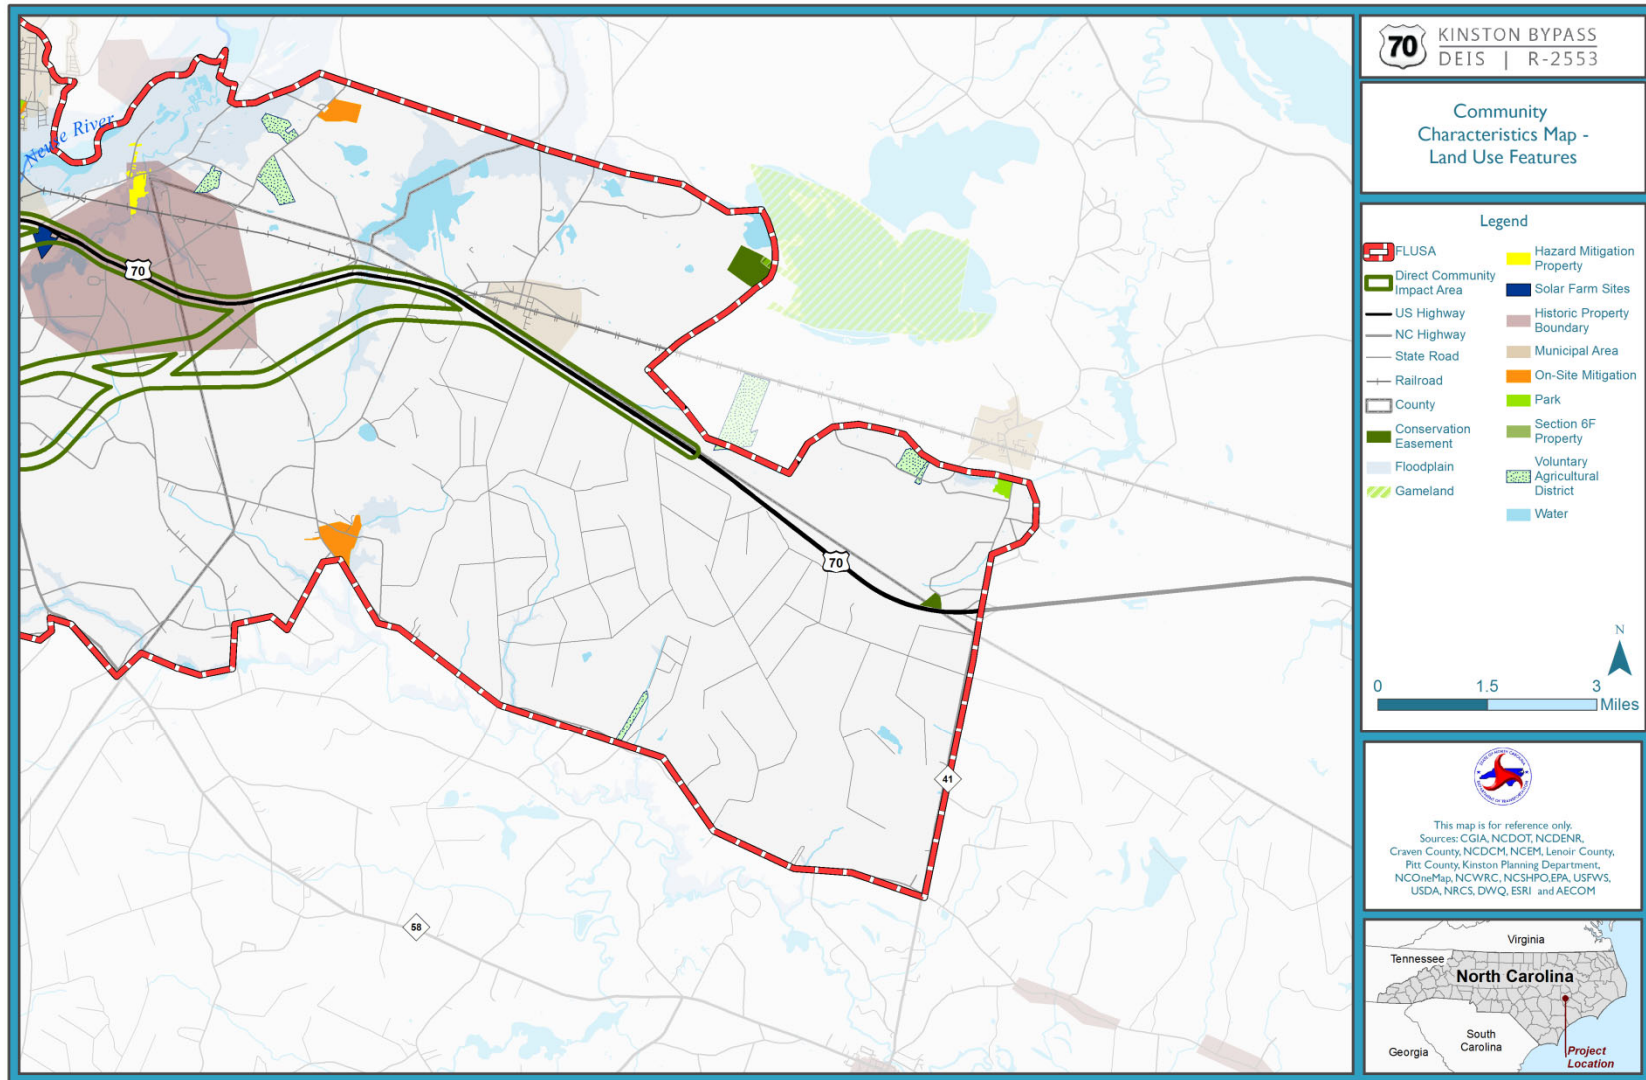 70
KINSTON BYPASS
DEIS | R-2553
Community
Characteristics Map -
Land Use Features
Legend
FLUSA
Direct Community
Impact Area
US Highway
NC Highway
State Road
Railroad
County
Conservation
Easement
Floodplain
Gameland
Hazard Mitigation
Property
Solar Farm Sites
Historic Property
Boundary
Municipal Area
On-Site Mitigation
Park
Section 6F
Property
Voluntary
Agricultural
District
Water
N
0 1.5 3
Miles
This map is for reference only.
Sources: CGIA, NCDOT, NCDENR,
Craven County, NCDCM, NCEM, Lenoir County,
Pitt County, Kinston Planning Department,
NCOneMap, NCWRC, NCSHPO,EPA, USFWS,
USDA, NRCS, DWQ, ESRI and AECOM
Virginia
Tennessee
North Carolina
South
Carolina
Georgia
Project
Location
Neuse River
70
70
41
58